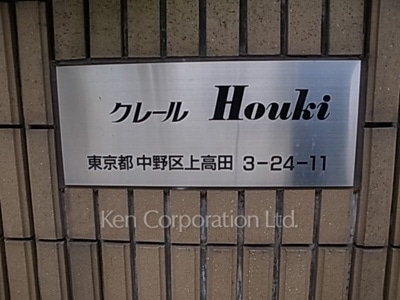 クレール Houki
東京都中野区上高田 3-24-11
Ken Corporation Ltd.